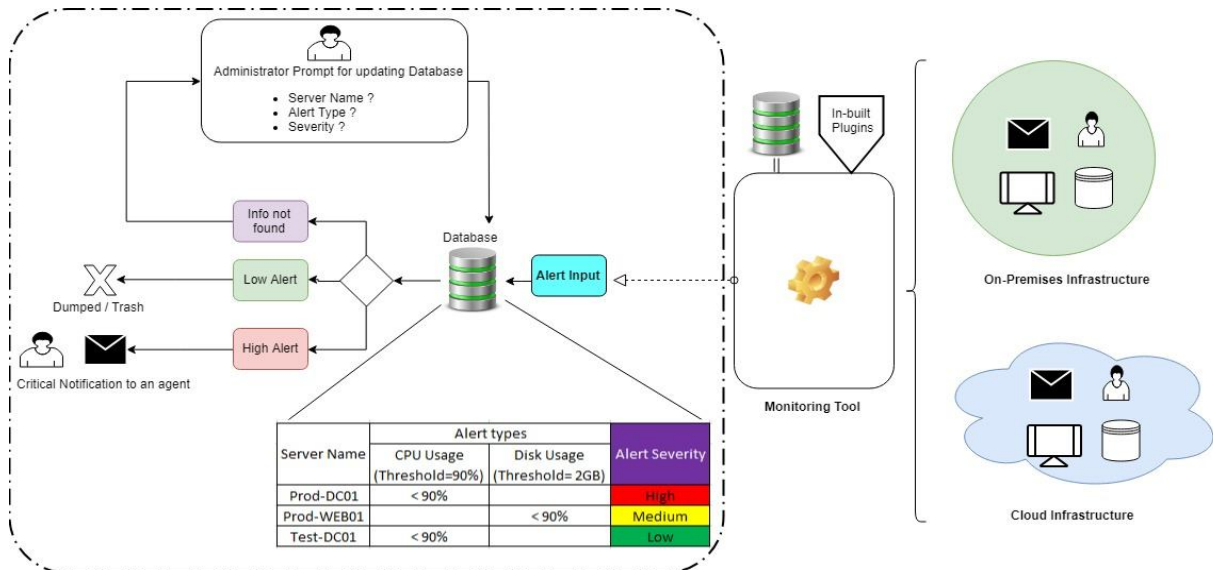 Administrator Prompt for updating Database
Server Name ?
Alert Type ?
Severity ?
Info not
found
Low Alert
High Alert
Dumped / Trash
Critical Notification to an agent
Database
Alert Input
In-built
Plugins
Monitoring Tool
On-Premises Infrastructure
Cloud Infrastructure
Server Name
Alert types
Alert Severity
CPU Usage
(Threshold=90%)
Disk Usage
(Threshold= 2GB)
Prod-DC01 < 90% High
Prod-WEB01 < 90% Medium
Test-DC01 < 90% Low